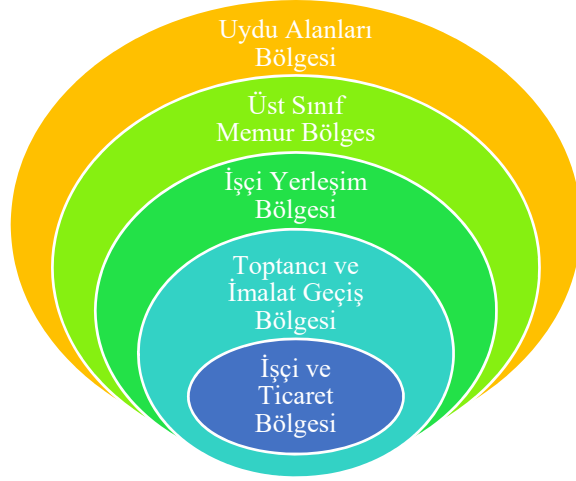 Uydu Alanları
Bölgesi
Üst Sınıf
Memur Bölges
İşçi Yerleşim
Bölgesi
Toptancı ve
İmalat Geçiş
Bölgesi
İşçi ve
Ticaret
Bölgesi